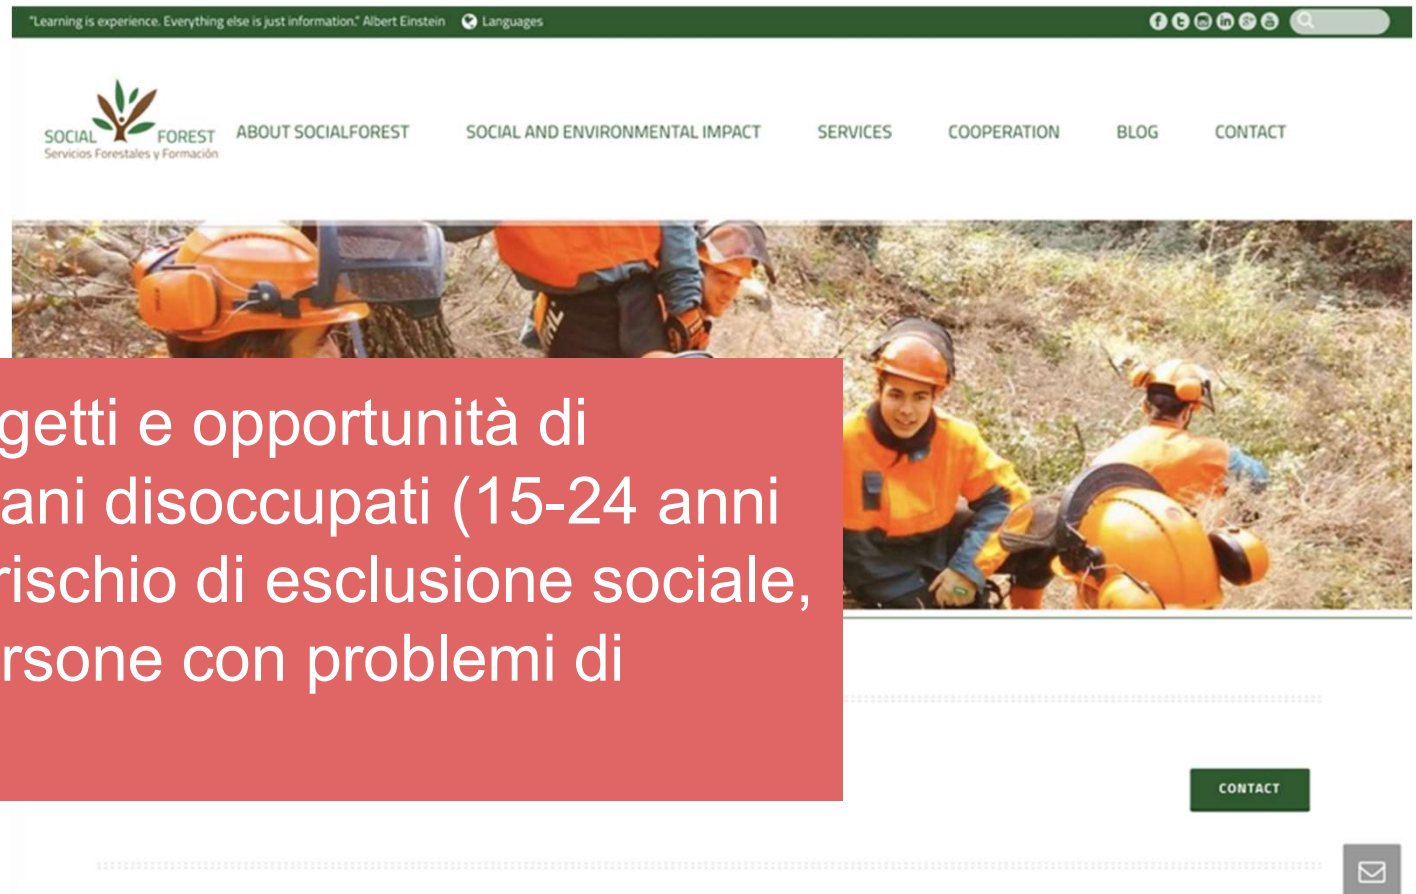 "Learning is experience. Everything else is just information." Albert Einstein Languages
SOCIAL FOREST
Servicios Forestales y Formación
ABOUT SOCIALFOREST SOCIAL AND ENVIRONMENTAL IMPACT SERVICES COOPERATION BLOG CONTACT
getti e opportunità di
ani disoccupati (15-24 anni
rischio di esclusione sociale,
rsone con problemi di
CONTACT